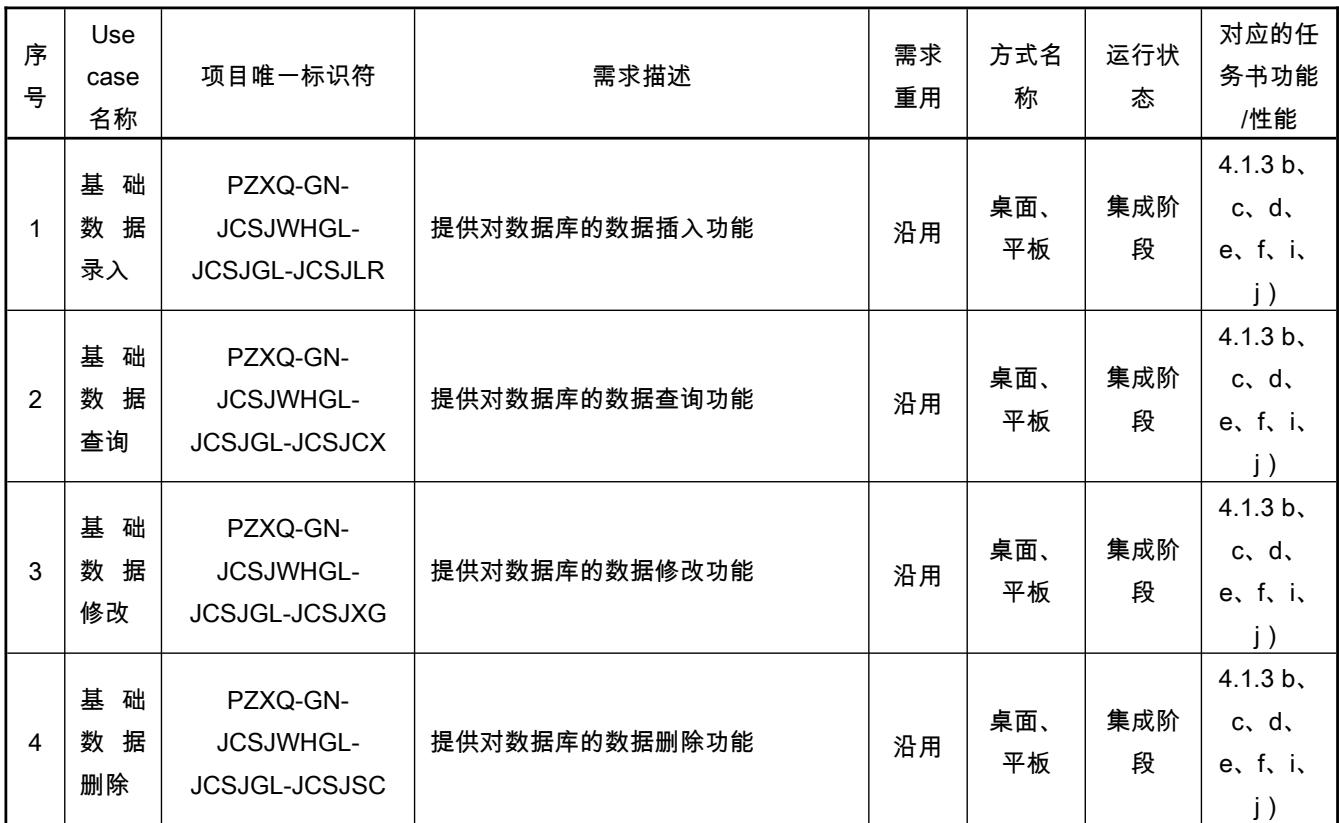 序号
Use case 名称
项目唯一标识符
需求描述
需求重用
方式名称
运行状态
对应的任务书功能/性能
1
基础数据录入
PZXQ-GN-
JCSJWHGL-
JCSJGL-JCSJLR
提供对数据库的数据插入功能
沿用
桌面、
平板
集成阶
段
4.1.3 b、
c、d、
e、f、i、
j )
2
基础
数据
查询
PZXQ-GN-
JCSJWHGL-
JCSJGL-JCSJCX
提供对数据库的数据查询功能
沿用
桌面、
平板
集成阶
段
4.1.3 b、
c、d、
e、f、i、
j )
3
基础
数据
修改
PZXQ-GN-
JCSJWHGL-
JCSJGL-JCSJXG
提供对数据库的数据修改功能
沿用
桌面、
平板
集成阶
段
4.1.3 b、
c、d、
e、f、i、
j )
4
基础
数据
删除
PZXQ-GN-
JCSJWHGL-
JCSJGL-JCSJSC
提供对数据库的数据删除功能
沿用
桌面、
平板
集成阶
段
4.1.3 b、
c、d、
e、f、i、
j )